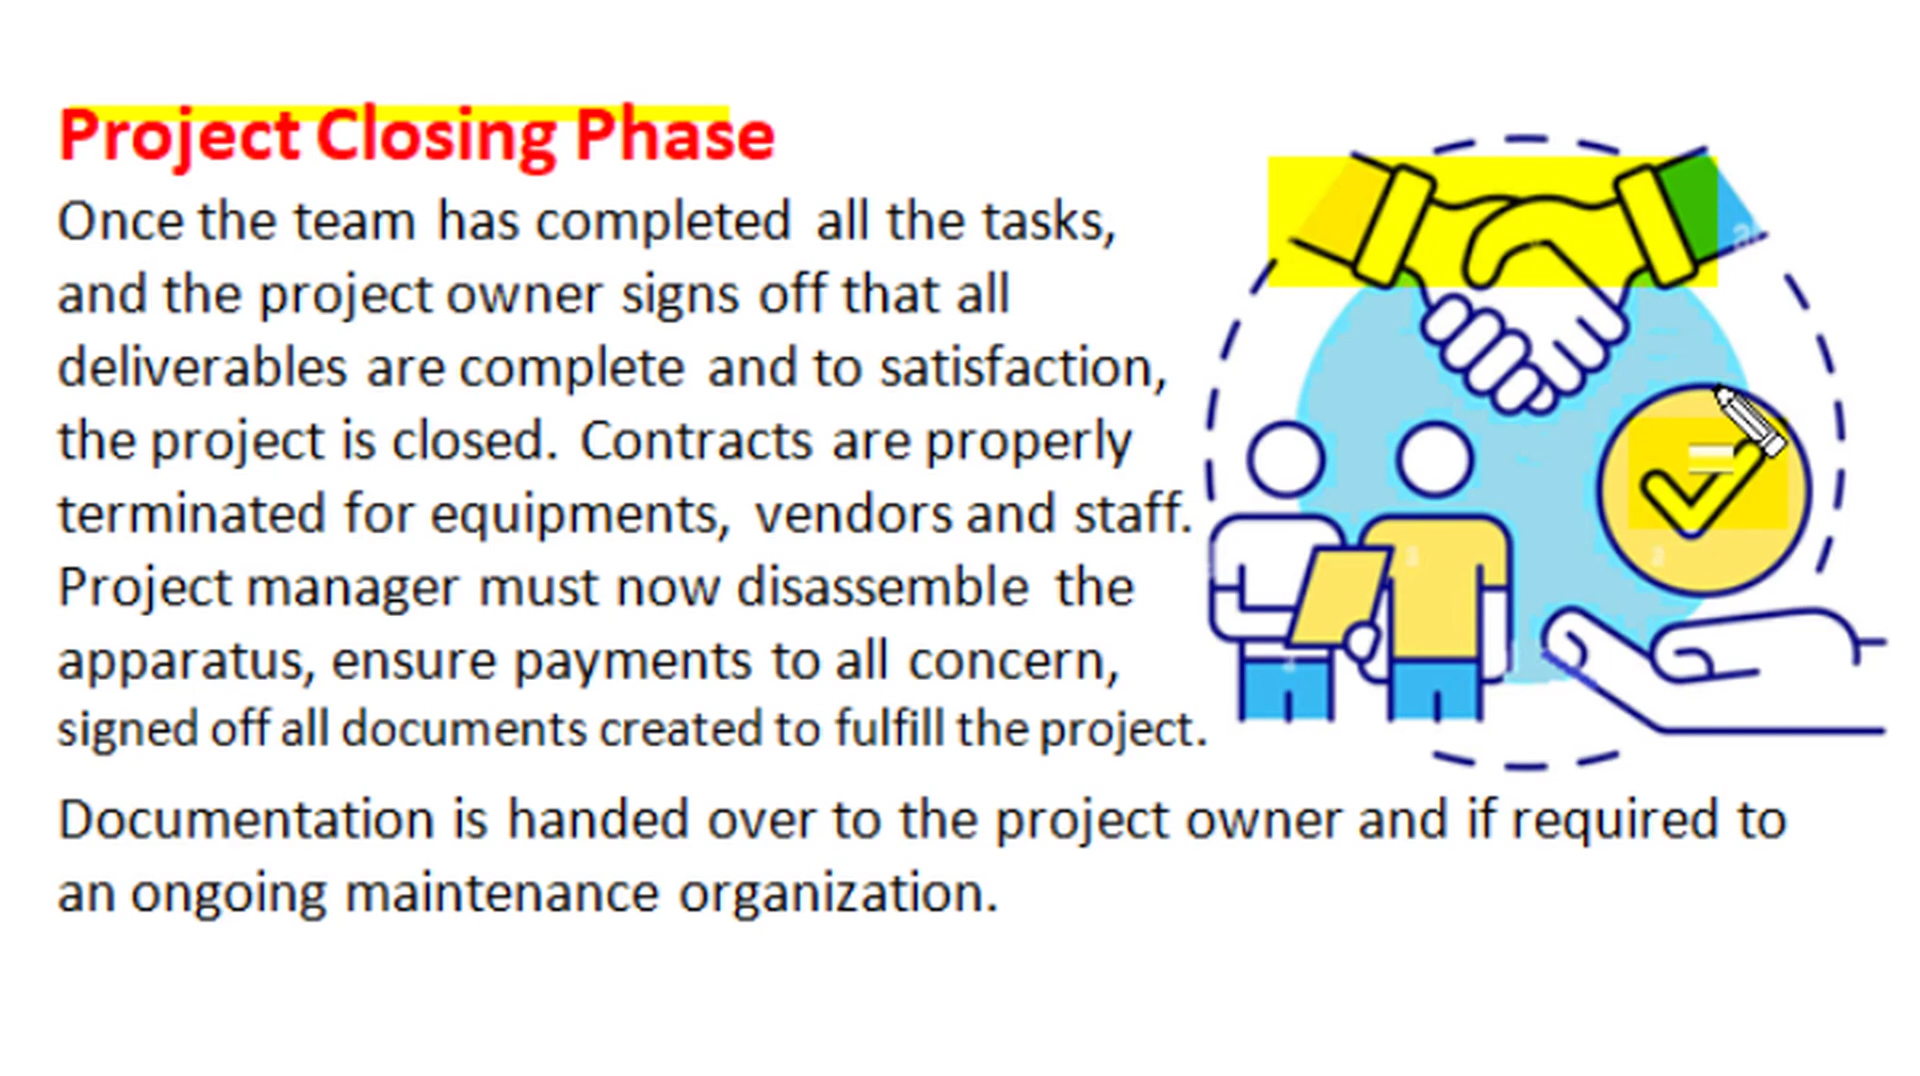 Project Closing Phase
Once the team has completed all the tasks,
and the project owner signs off that all
deliverables are complete and to satisfaction,
the project is closed. Contracts are properly
terminated for equipments, vendors and staff.
Project manager must now disassemble the
apparatus, ensure payments to all concern,
signed off all documents created to fulfill the project.
Documentation is handed over to the project owner and if required to
an ongoing maintenance organization.